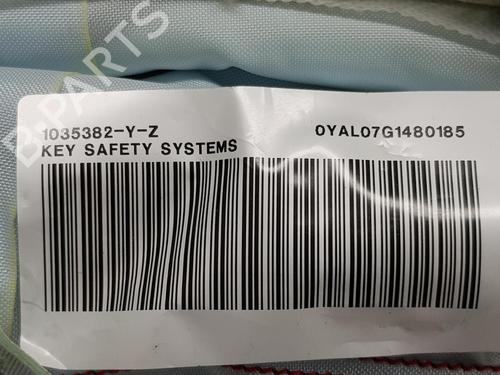 B-PARTS
1035382-Y-Z 0YAL07G1480185
KEY SAFETY SYSTEMS